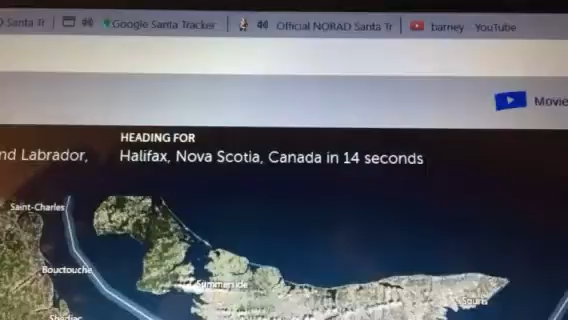 D Santa Tr
Google Santa Tracker
Official NORAD Santa Tr
barney - YouTube
Movie
HEADING FOR
nd Labrador,
Halifax, Nova Scotia, Canada in 14 seconds
Saint-Charles
Bouctouche
Summerside
Souris
Shediac